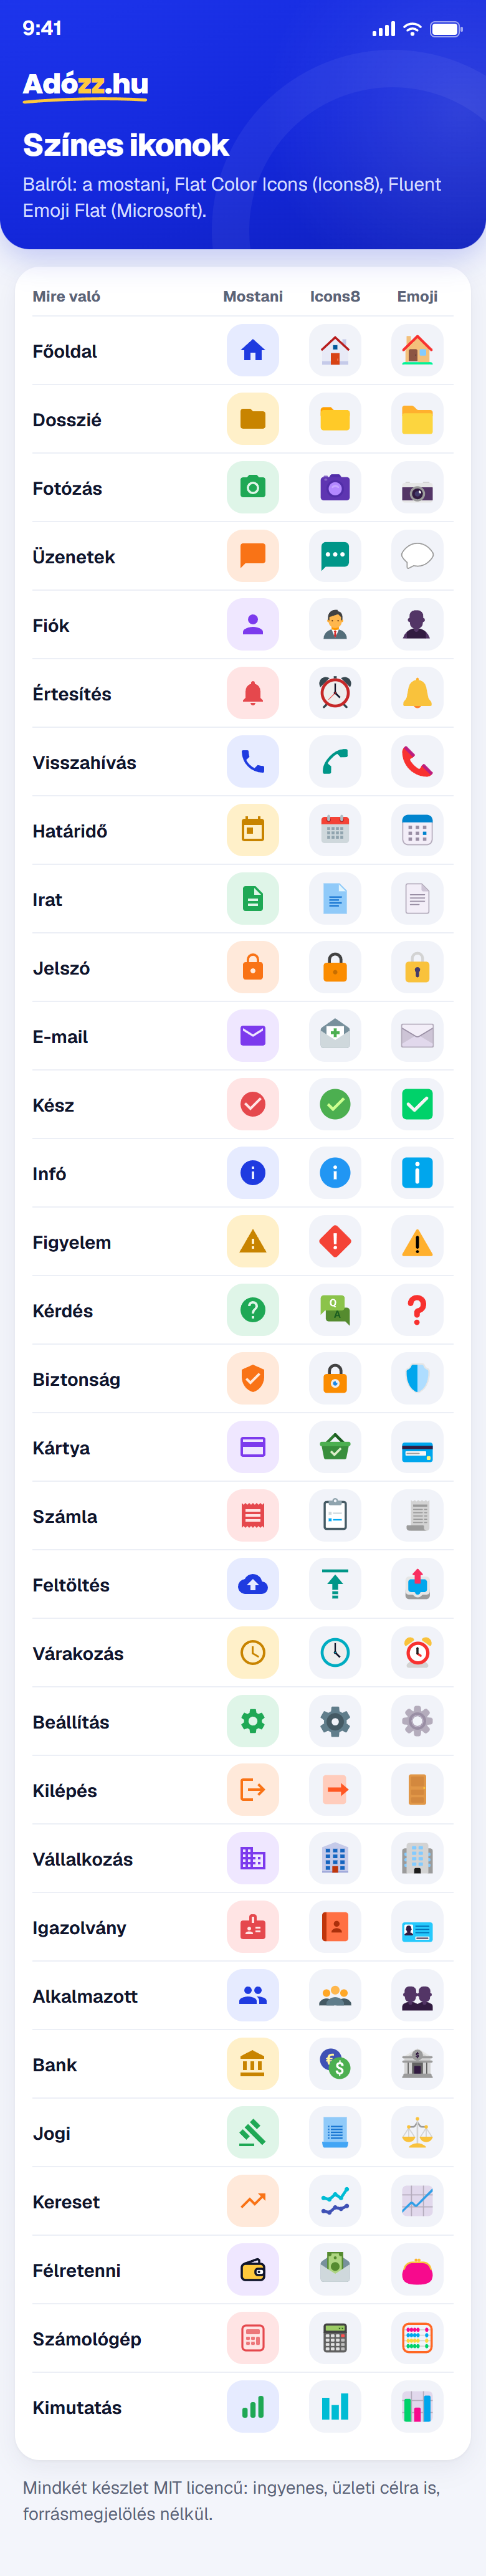 9:41
Adózz.hu
Színes ikonok
Balról: a mostani, Flat Color Icons (Icons8), Fluent
Emoji Flat (Microsoft).
Mire való Mostani Icons8 Emoji
Főoldal
Dosszié
Fotózás
Üzenetek
Fiók
Értesítés
Visszahívás
Határidő
Irat
Jelszó
E-mail
Kész
Infó
Figyelem
Kérdés
Biztonság
Kártya
Számla
Feltöltés
Várakozás
Beállítás
Kilépés
Vállalkozás
Igazolvány
Alkalmazott
Bank
Jogi
Kereset
Félretenni
Számológép
Kimutatás
Mindkét készlet MIT licencű: ingyenes, üzleti célra is,
forrásmegjelölés nélkül.